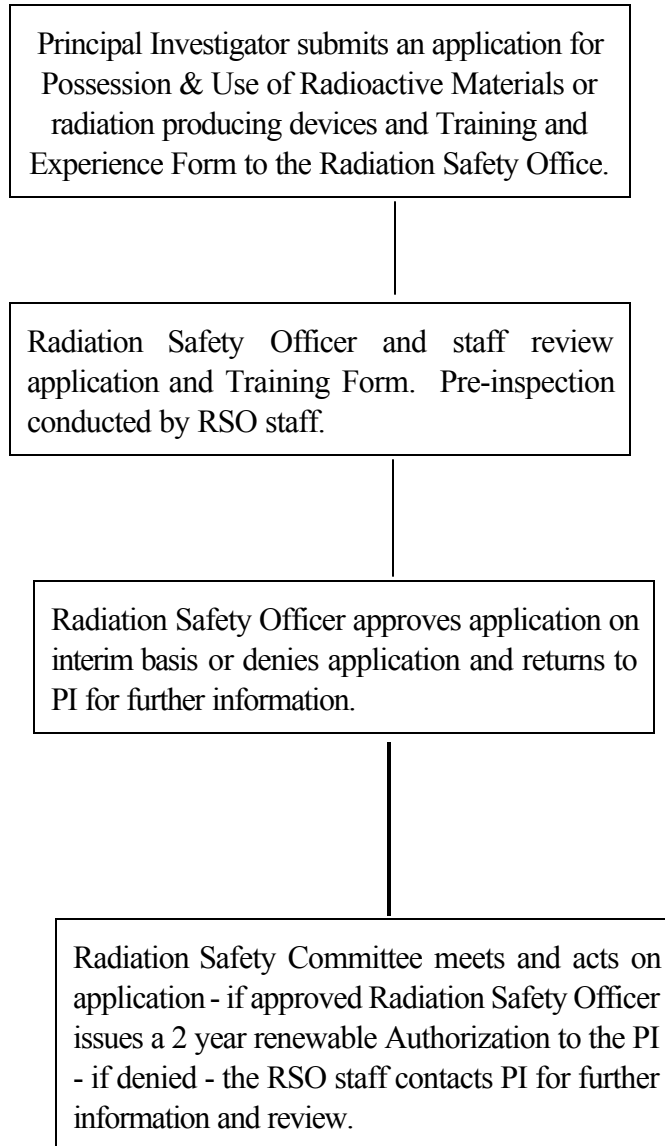 Principal Investigator submits an application for
Possession & Use of Radioactive Materials or
radiation producing devices and Training and
Experience Form to the Radiation Safety Office.
Radiation Safety Officer and staff review
application and Training Form. Pre-inspection
conducted by RSO staff.
Radiation Safety Officer approves application on
interim basis or denies application and returns to
PI for further information.
Radiation Safety Committee meets and acts on
application - if approved Radiation Safety Officer
issues a 2 year renewable Authorization to the PI
- if denied - the RSO staff contacts PI for further
information and review.